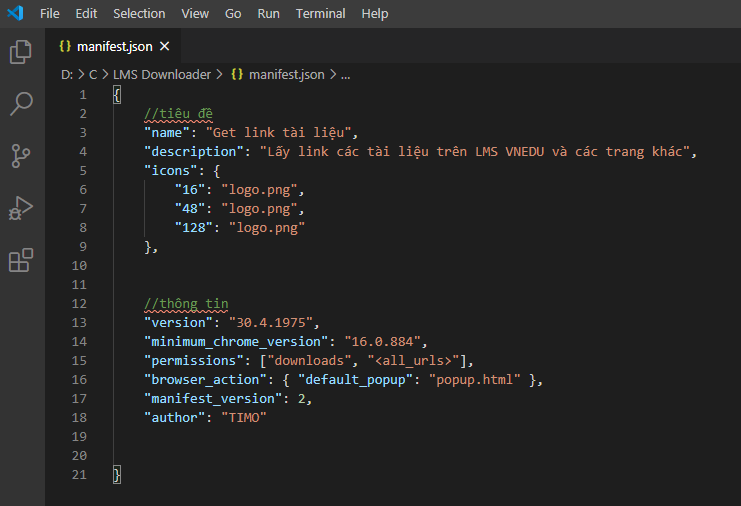 File Edit Selection View Go Run Terminal Help
{} manifest.json ×
D: > C > LMS Downloader > {} manifest.json > ...
1 {
2 //tiêu đề
3 "name": "Get link tài liệu",
4 "description": "Lấy link các tài liệu trên LMS VNEDU và các trang khác",
5 "icons": {
6 "16": "logo.png",
7 "48": "logo.png",
8 "128": "logo.png"
9 },
10
11
12 //thông tin
13 "version": "30.4.1975",
14 "minimum_chrome_version": "16.0.884",
15 "permissions": ["downloads", "<all_urls>"],
16 "browser_action": { "default_popup": "popup.html" },
17 "manifest_version": 2,
18 "author": "TIMO"
19
20
21 }